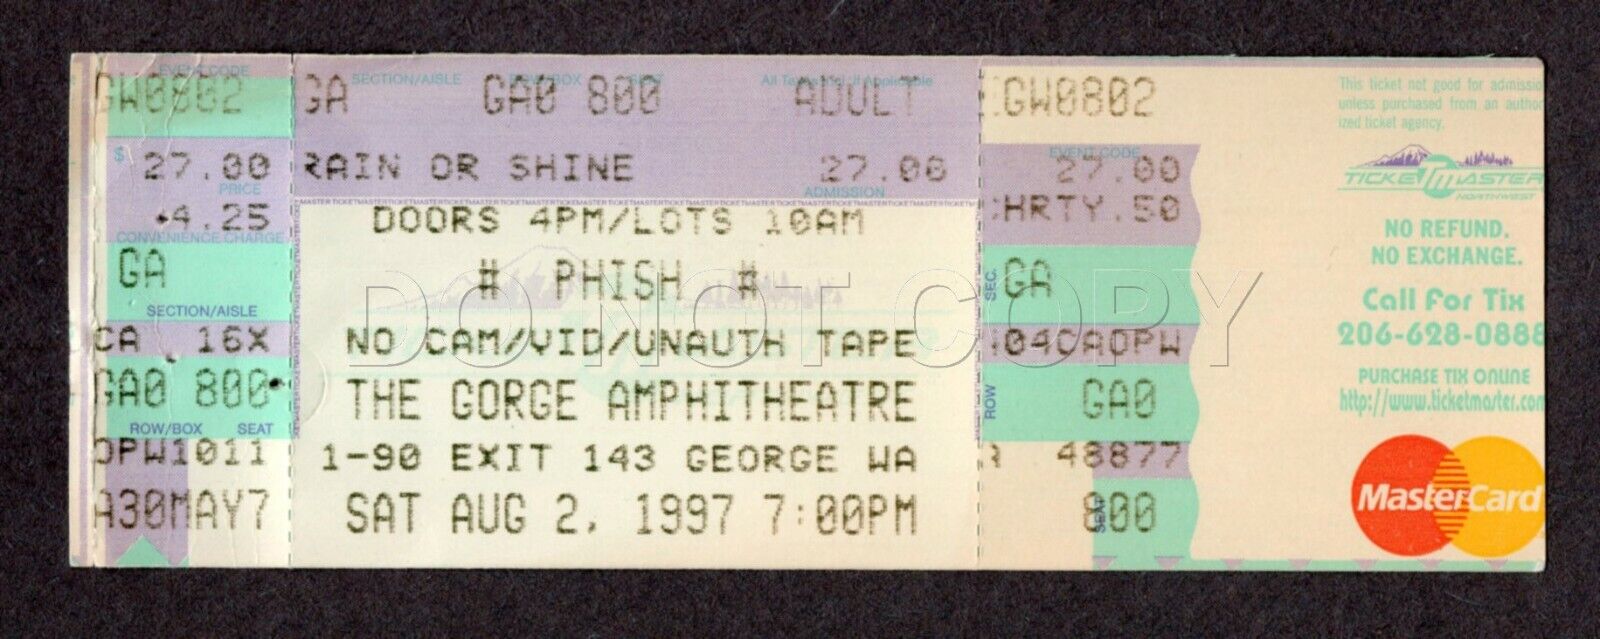 EVENT CODE
GW0802
$ 27.00
PRICE
4.25
CONVENIENCE CHARGE
GA
SECTION/AISLE
CA 16X
GA0 800
ROW/BOX SEAT
OPW1011
A30MAY7
SECTION/AISLE ROW/BOX SEAT
GA GA0 800 ADULT
RAIN OR SHINE 27.00
ADMISSION
DOORS 4PM/LOTS 10AM
# PHISH #
NO CAM/VID/UNAUTH TAPE
THE GORGE AMPHITHEATRE
1-90 EXIT 143 GEORGE WA
SAT AUG 2, 1997 7:00PM
DO NOT COPY
GW0802
EVENT CODE
27.00
CHRTY.50
SEC.
GA
404CAOPW
ROW
GA0
48877
SEAT
800
This ticket not good for admission
unless purchased from an author-
ized ticket agency.
TICKETMASTER
NORTHWEST
NO REFUND.
NO EXCHANGE.
Call For Tix
206-628-0888
PURCHASE TIX ONLINE
http://www.ticketmaster.com
MasterCard